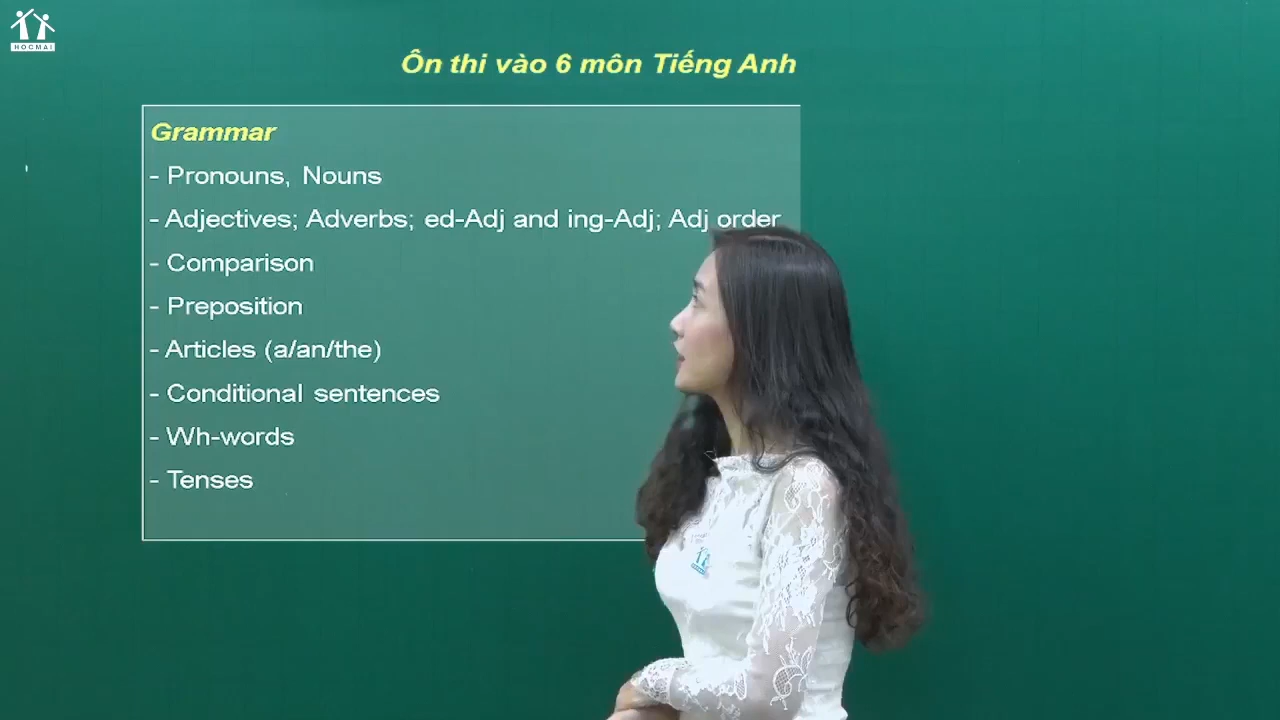 HOCMAI
Ôn thi vào 6 môn Tiếng Anh
Grammar
- Pronouns, Nouns
- Adjectives; Adverbs; ed-Adj and ing-Adj; Adj order
- Comparison
- Preposition
- Articles (a/an/the)
- Conditional sentences
- Wh-words
- Tenses